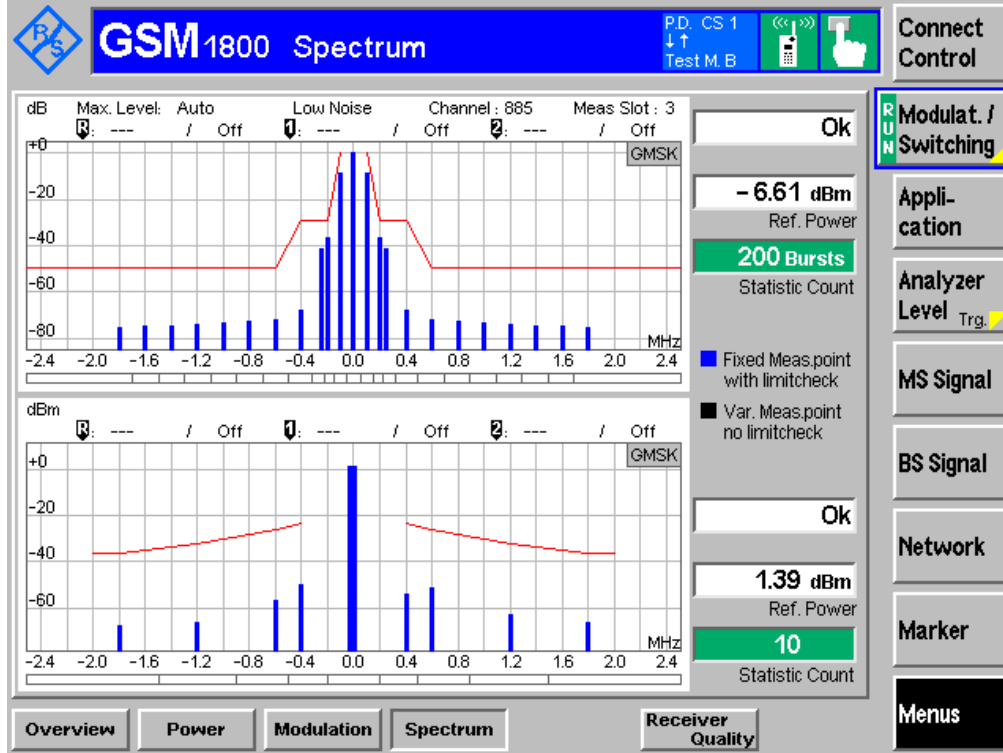 R/S
GSM 1800 Spectrum
P.D. CS 1
↓↑
Test M. B
Connect Control
dB Max. Level: Auto Low Noise Channel : 885 Meas Slot : 3
R: --- / Off 1: --- / Off 2: --- / Off
+0
GMSK
-20
-40
-60
-80
MHz
-2.4 -2.0 -1.6 -1.2 -0.8 -0.4 0.0 0.4 0.8 1.2 1.6 2.0 2.4
Ok
-6.61 dBm
Ref. Power
200 Bursts
Statistic Count
Fixed Meas.point
with limitcheck
Var. Meas.point
no limitcheck
dBm
R: --- / Off 1: --- / Off 2: --- / Off
+0
GMSK
-20
-40
-60
MHz
-2.4 -2.0 -1.6 -1.2 -0.8 -0.4 0.0 0.4 0.8 1.2 1.6 2.0 2.4
Ok
1.39 dBm
Ref. Power
10
Statistic Count
RUN
Modulat. /
Switching
Appli-
cation
Analyzer
Level Trg.
MS Signal
BS Signal
Network
Marker
Menus
Overview Power Modulation Spectrum Receiver
Quality